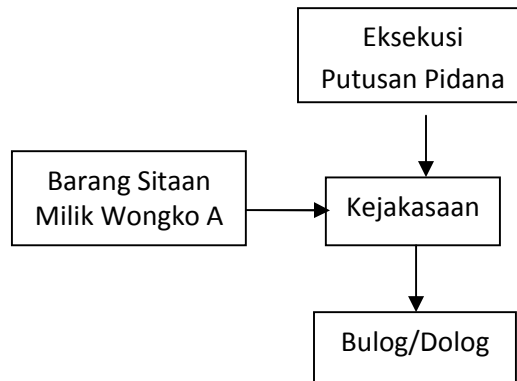 Eksekusi
Putusan Pidana
Barang Sitaan
Milik Wongko A
Kejakasaan
Bulog/Dolog